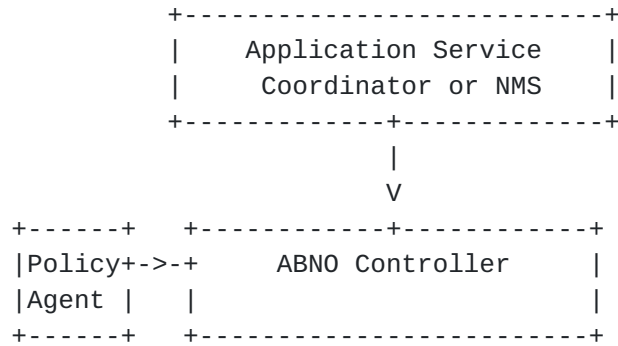 +---------------------------+
|    Application Service    |
|     Coordinator or NMS    |
+-------------+-------------+
|
V
+------+   +------------+------------+
|Policy+->-+     ABNO Controller     |
|Agent |   |                         |
+------+   +-------------------------+